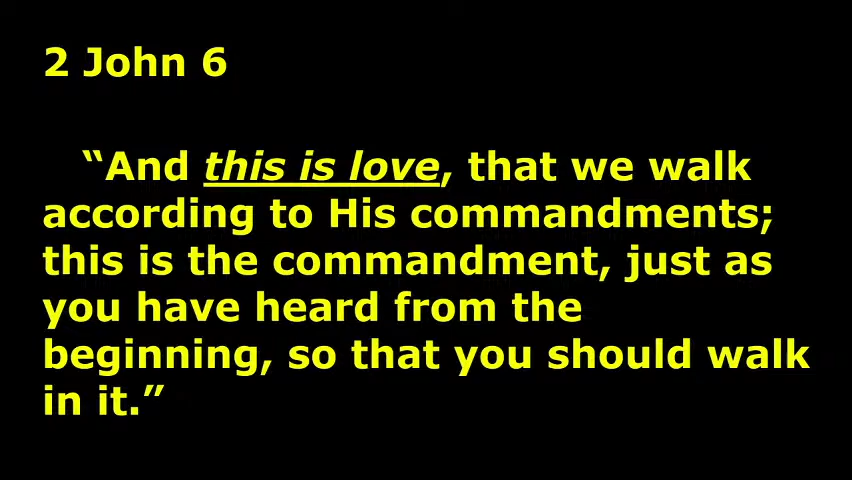 2 John 6
“And this is love, that we walk
according to His commandments;
this is the commandment, just as
you have heard from the
beginning, so that you should walk
in it.”